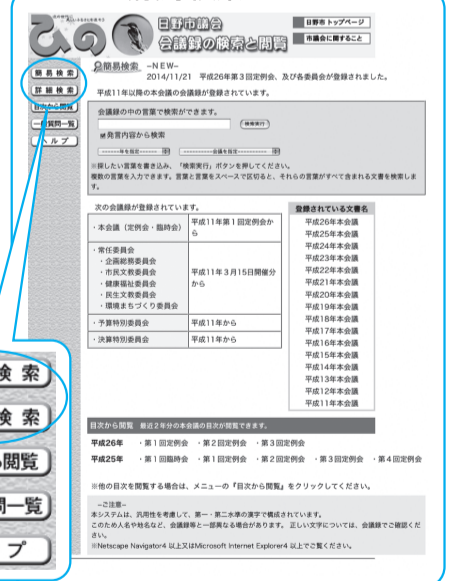 ひの
日野市議会
会議録の検索と閲覧
日野市トップページ
市議会に関すること
簡易検索
詳細検索
目次から閲覧
一般質問一覧
ヘルプ
簡易検索 −NEW−
2014/11/21 平成26年第3回定例会、及び各委員会が登録されました。
平成11年以降の本会議の会議録が登録されています。
会議録の中の言葉で検索ができます。
検索実行
発言内容から検索
----------年を指定----------
----------会議を指定----------
※探したい言葉を書き込み、「検索実行」ボタンを押してください。
複数の言葉を入力できます。言葉と言葉をスペースで区切ると、それらの言葉がすべて含まれる文書を検索しま
す。
次の会議録が登録されています。
・本会議（定例会・臨時会）
平成11年第1回定例会か
ら
・常任委員会
・企画総務委員会
・市民文教委員会
・健康福祉委員会
・民生文教委員会
・環境まちづくり委員会
平成11年3月15日開催分
から
・予算特別委員会
平成11年から
・決算特別委員会
平成11年から
登録されている文書名
平成26年本会議
平成25年本会議
平成24年本会議
平成23年本会議
平成22年本会議
平成21年本会議
平成20年本会議
平成19年本会議
平成18年本会議
平成17年本会議
平成16年本会議
平成15年本会議
平成14年本会議
平成13年本会議
平成12年本会議
平成11年本会議
目次から閲覧 最近2年分の本会議の目次が閲覧できます。
平成26年 ・第1回定例会 ・第2回定例会 ・第3回定例会
平成25年 ・第1回臨時会 ・第1回定例会 ・第2回定例会 ・第3回定例会 ・第4回定例会
※他の目次を閲覧する場合は、メニューの『目次から閲覧』をクリックしてください。
−ご注意−
本システムは、汎用性を考慮して、第一・第二水準の漢字で構成されています。
このため人名や地名など、会議録等と一部異なる場合があります。 正しい文字については、会議録でご確認くだ
さい。
※Netscape Navigator4 以上又はMicrosoft Internet Explorer4 以上でご覧ください。
検索
検索
ら閲覧
問一覧
プ